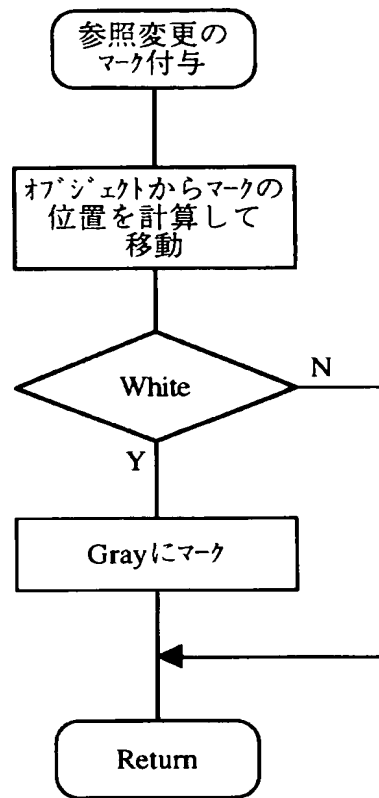 参照変更の
マーク付与
オブジェクトからマークの
位置を計算して
移動
White
N
Y
Grayにマーク
Return